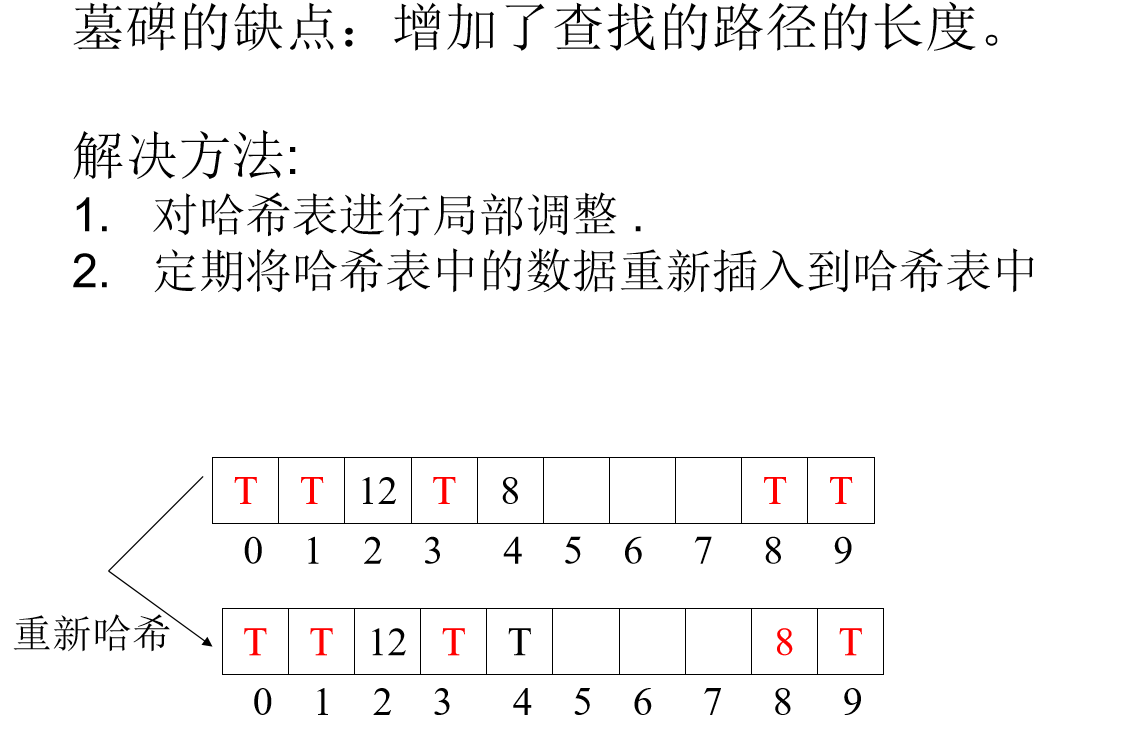 墓碑的缺点：增加了查找的路径的长度。
解决方法:
1. 对哈希表进行局部调整 .
2. 定期将哈希表中的数据重新插入到哈希表中
T T 12 T 8 T T
0 1 2 3 4 5 6 7 8 9
重新哈希
T T 12 T T 8 T
0 1 2 3 4 5 6 7 8 9